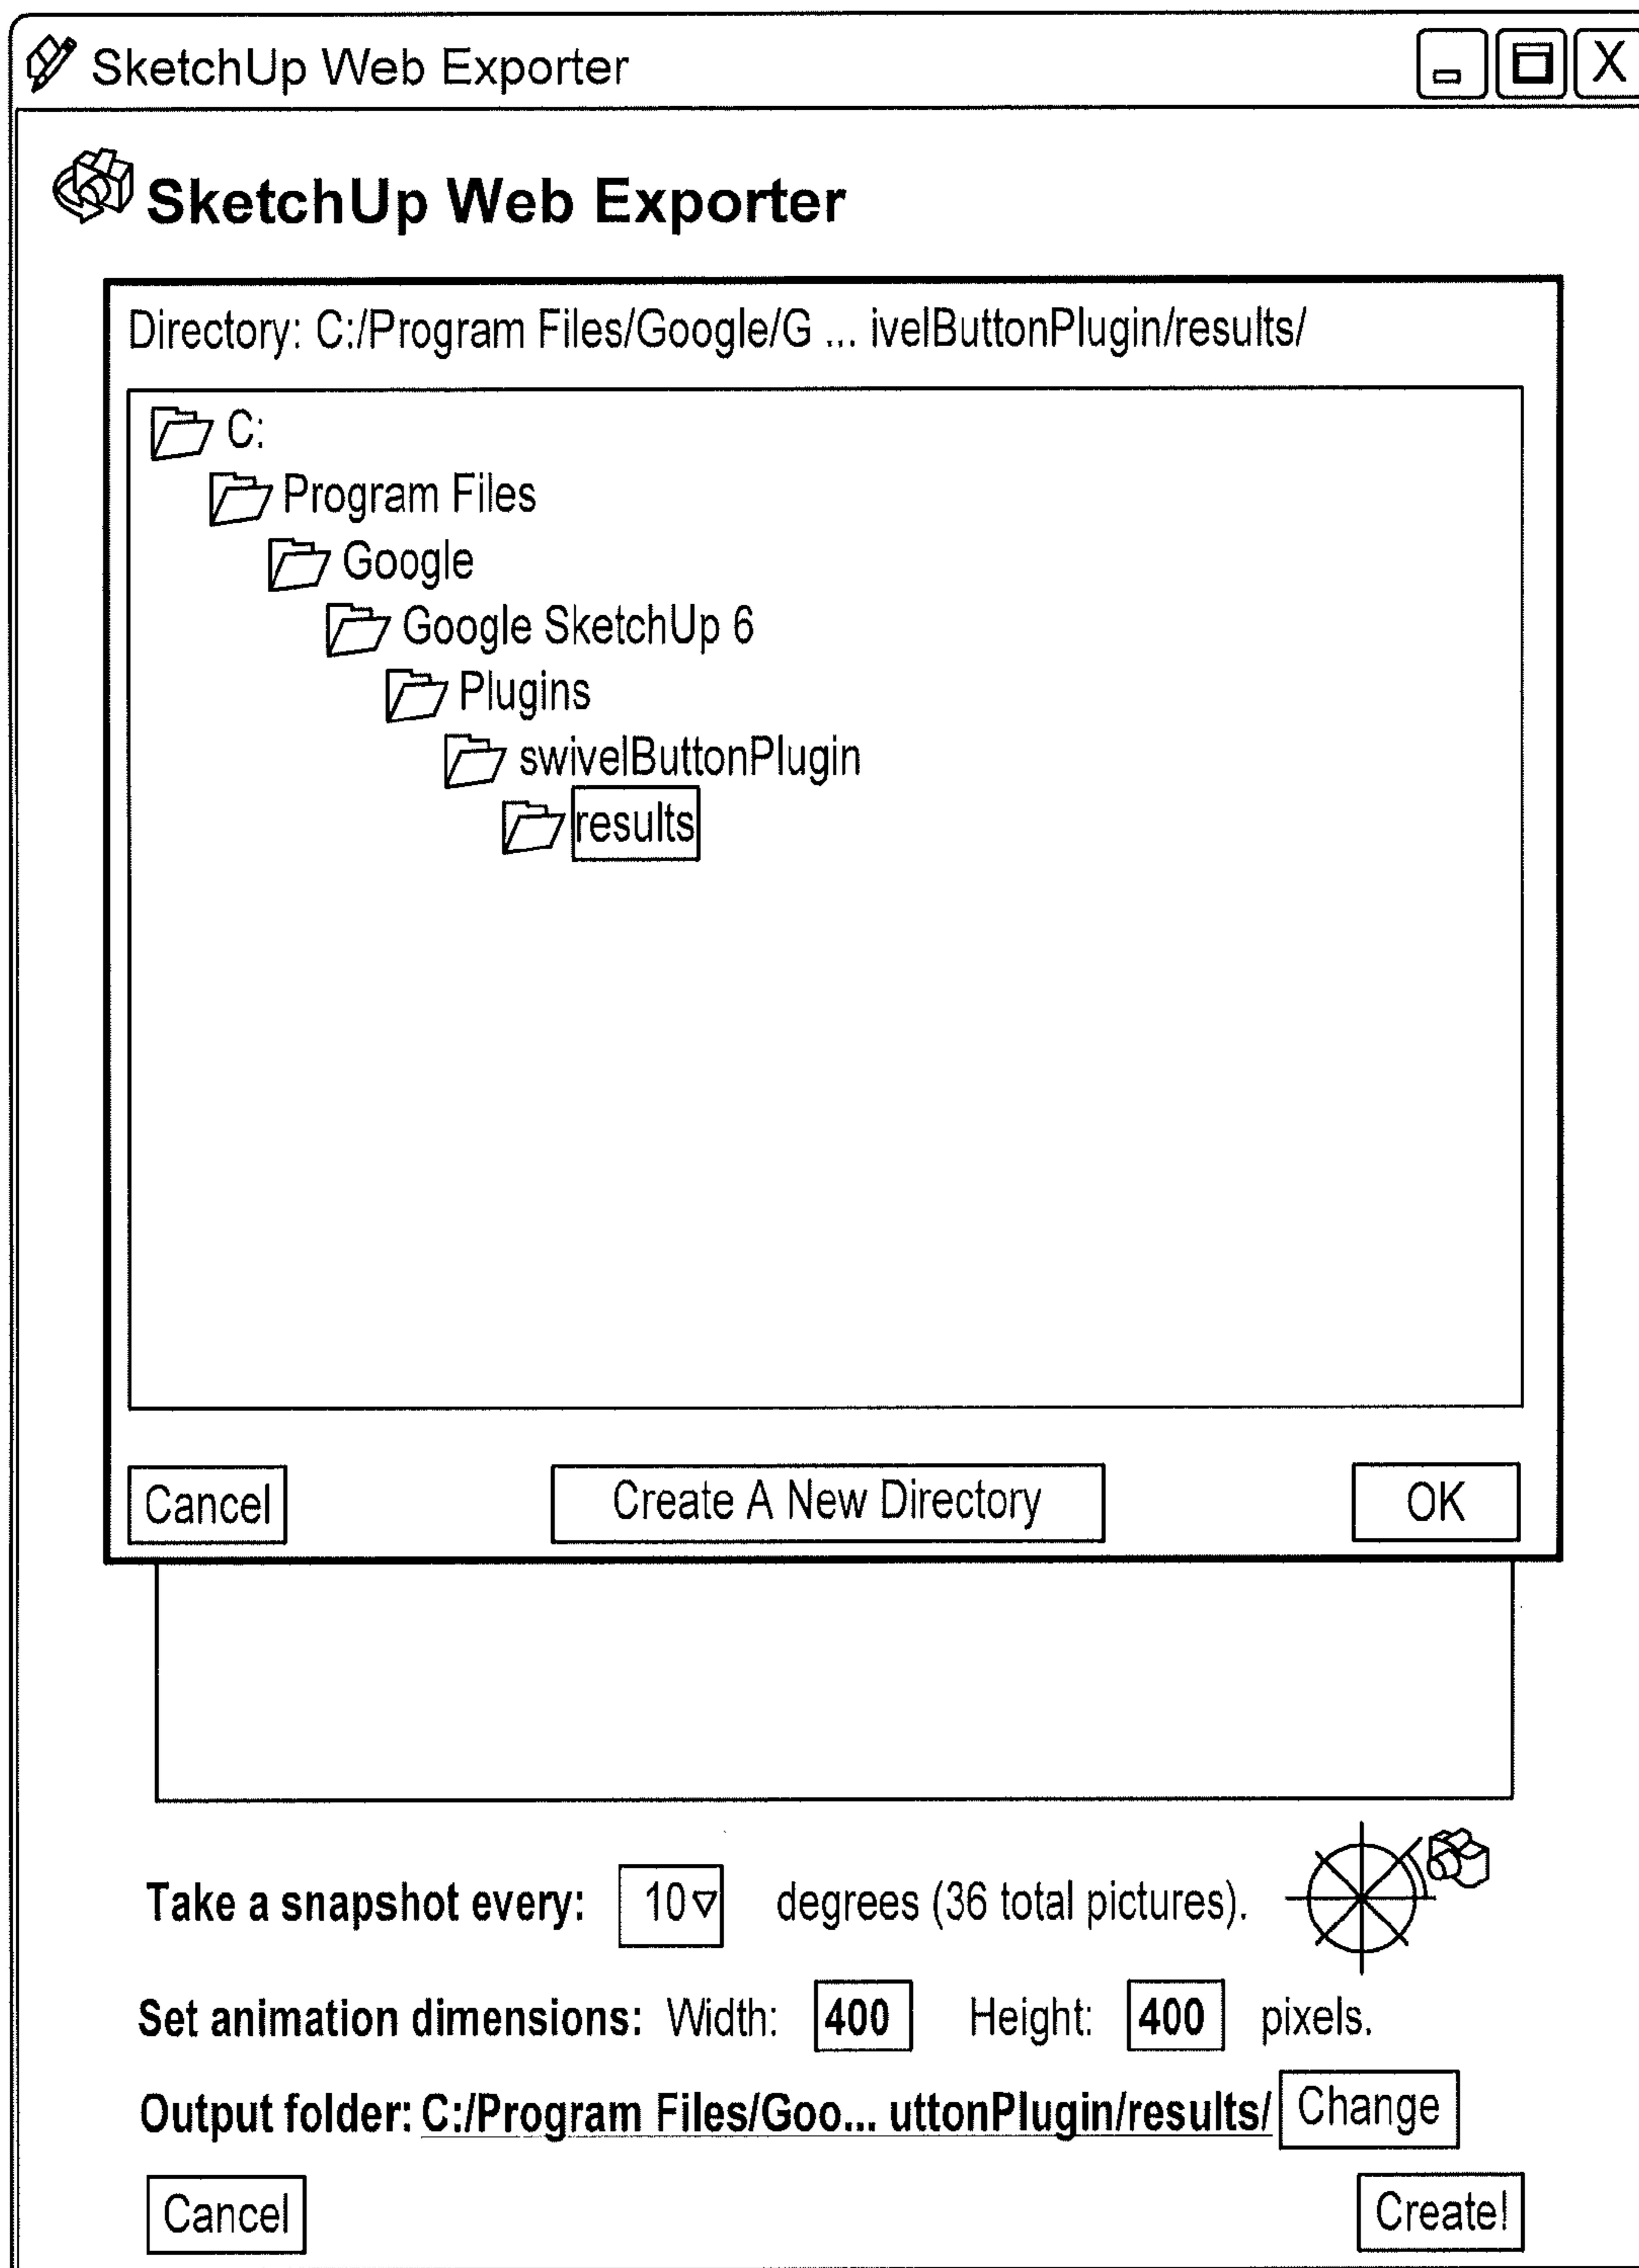 SketchUp Web Exporter X
SketchUp Web Exporter
Directory: C:/Program Files/Google/G ... ivelButtonPlugin/results/
C:
Program Files
Google
Google SketchUp 6
Plugins
swivelButtonPlugin
results
Cancel Create A New Directory OK
Take a snapshot every: 10 degrees (36 total pictures).
Set animation dimensions: Width: 400 Height: 400 pixels.
Output folder: C:/Program Files/Goo... uttonPlugin/results/ Change
Cancel Create!